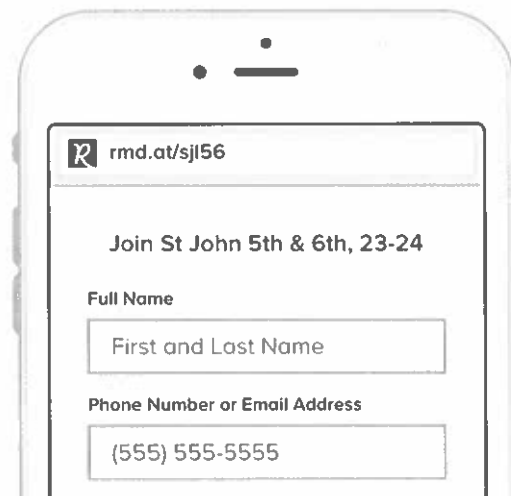 R rmd.at/sjl56
Join St John 5th & 6th, 23-24
Full Name
First and Last Name
Phone Number or Email Address
(555) 555-5555